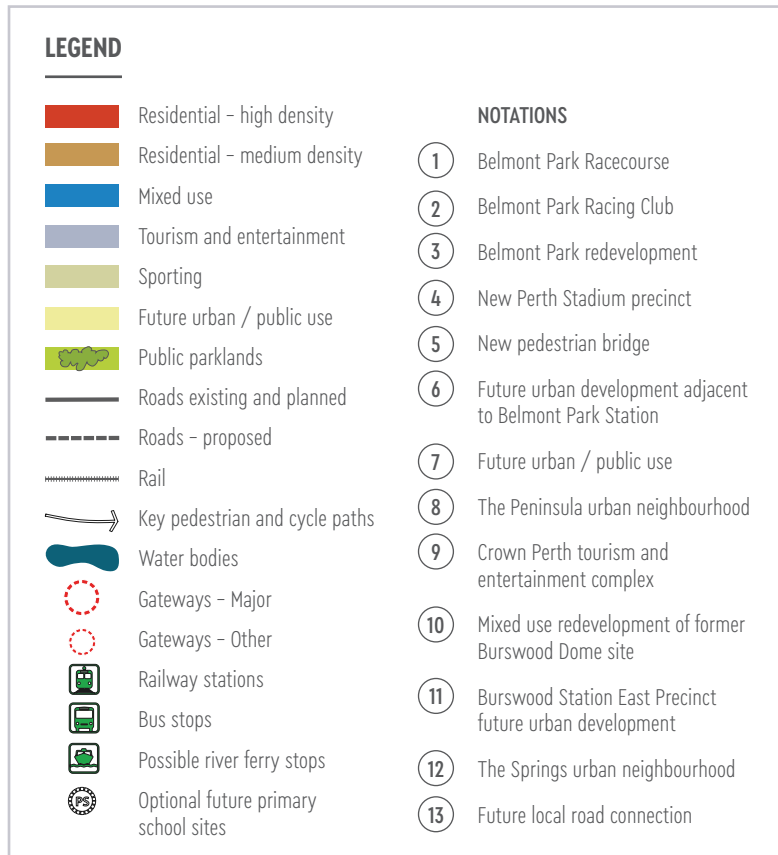 LEGEND
Residential – high density
Residential – medium density
Mixed use
Tourism and entertainment
Sporting
Future urban / public use
Public parklands
Roads existing and planned
Roads – proposed
Rail
Key pedestrian and cycle paths
Water bodies
Gateways – Major
Gateways – Other
Railway stations
Bus stops
Possible river ferry stops
PS Optional future primary
school sites
NOTATIONS
1 Belmont Park Racecourse
2 Belmont Park Racing Club
3 Belmont Park redevelopment
4 New Perth Stadium precinct
5 New pedestrian bridge
6 Future urban development adjacent
to Belmont Park Station
7 Future urban / public use
8 The Peninsula urban neighbourhood
9 Crown Perth tourism and
entertainment complex
10 Mixed use redevelopment of former
Burswood Dome site
11 Burswood Station East Precinct
future urban development
12 The Springs urban neighbourhood
13 Future local road connection